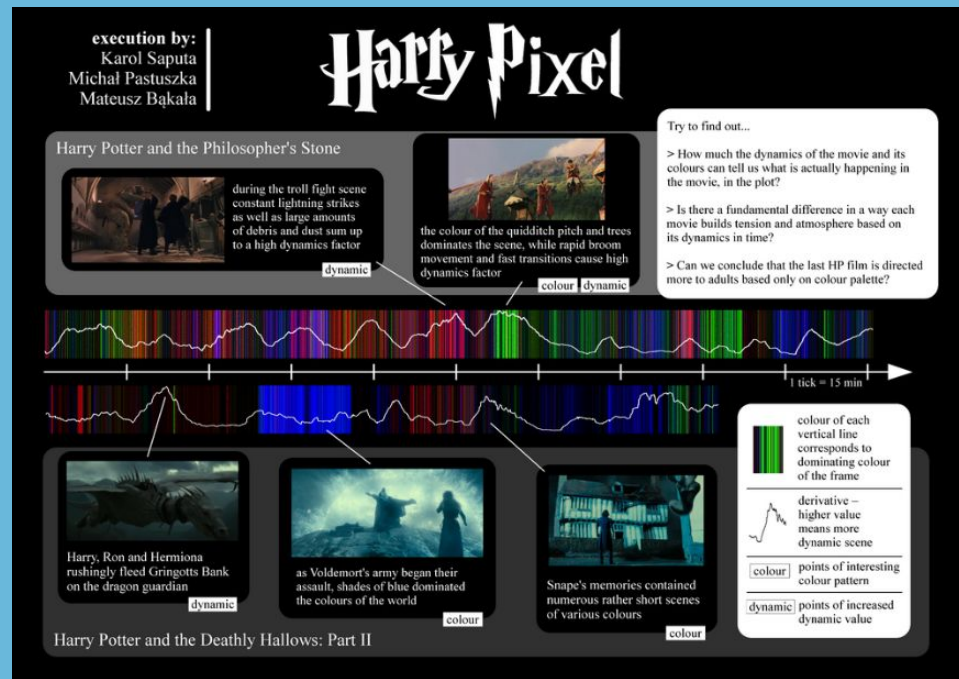 execution by:
Karol Saputa
Michał Pastuszka
Mateusz Bąkała
Harry Pixel
Try to find out...
> How much the dynamics of the movie and its
colours can tell us what is actually happening in
the movie, in the plot?
> Is there a fundamental difference in a way each
movie builds tension and atmosphere based on
its dynamics in time?
> Can we conclude that the last HP film is directed
more to adults based only on colour palette?
Harry Potter and the Philosopher's Stone
during the troll fight scene
constant lightning strikes
as well as large amounts
of debris and dust sum up
to a high dynamics factor
dynamic
the colour of the quidditch pitch and trees
dominates the scene, while rapid broom
movement and fast transitions cause high
dynamics factor
colour
dynamic
1 tick = 15 min
Harry, Ron and Hermiona
rushingly fleed Gringotts Bank
on the dragon guardian
dynamic
as Voldemort's army began their
assault, shades of blue dominated
the colours of the world
colour
Snape's memories contained
numerous rather short scenes
of various colours
colour
colour of each
vertical line
corresponds to
dominating colour
of the frame
derivative –
higher value
means more
dynamic scene
colour points of interesting
colour pattern
dynamic points of increased
dynamic value
Harry Potter and the Deathly Hallows: Part II